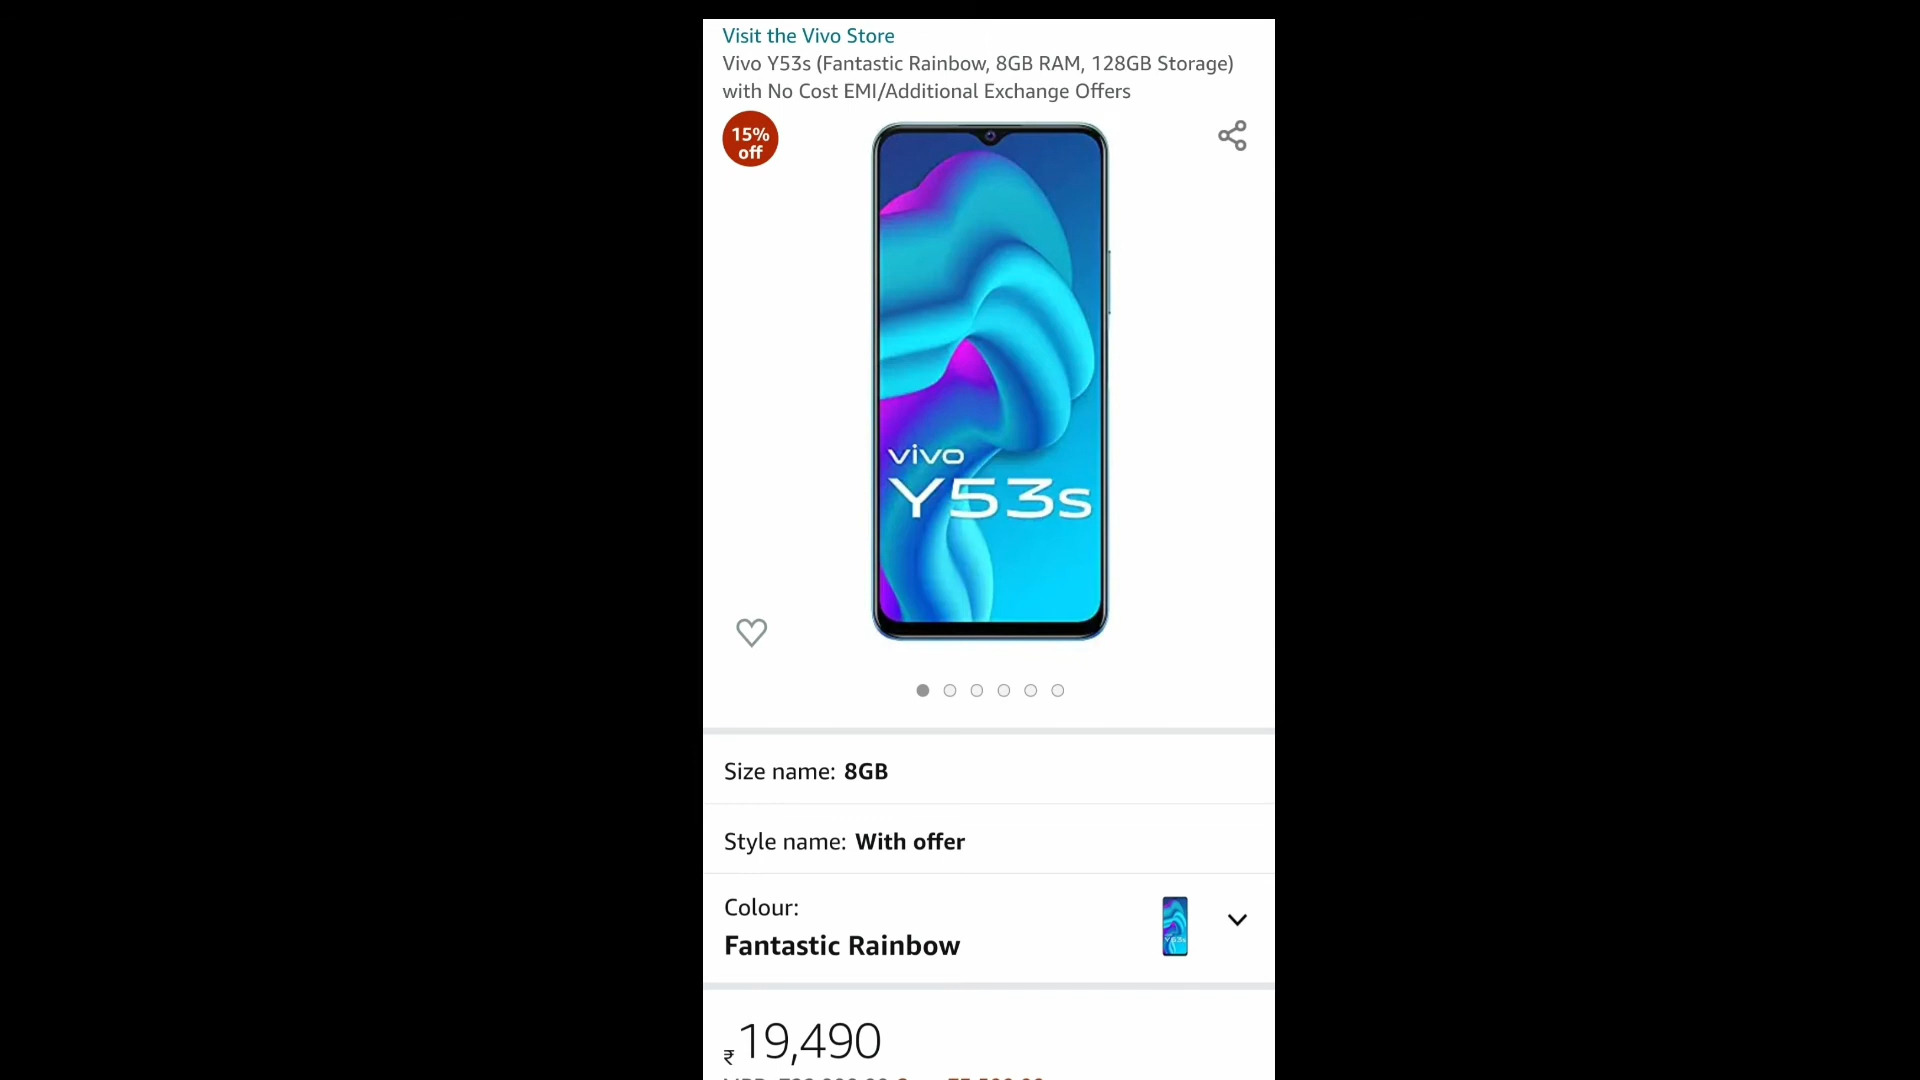 Visit the Vivo Store
Vivo Y53s (Fantastic Rainbow, 8GB RAM, 128GB Storage)
with No Cost EMI/Additional Exchange Offers
15%
off
vivo
Y53s
Size name: 8GB
Style name: With offer
Colour:
Fantastic Rainbow
Y53s
₹19,490